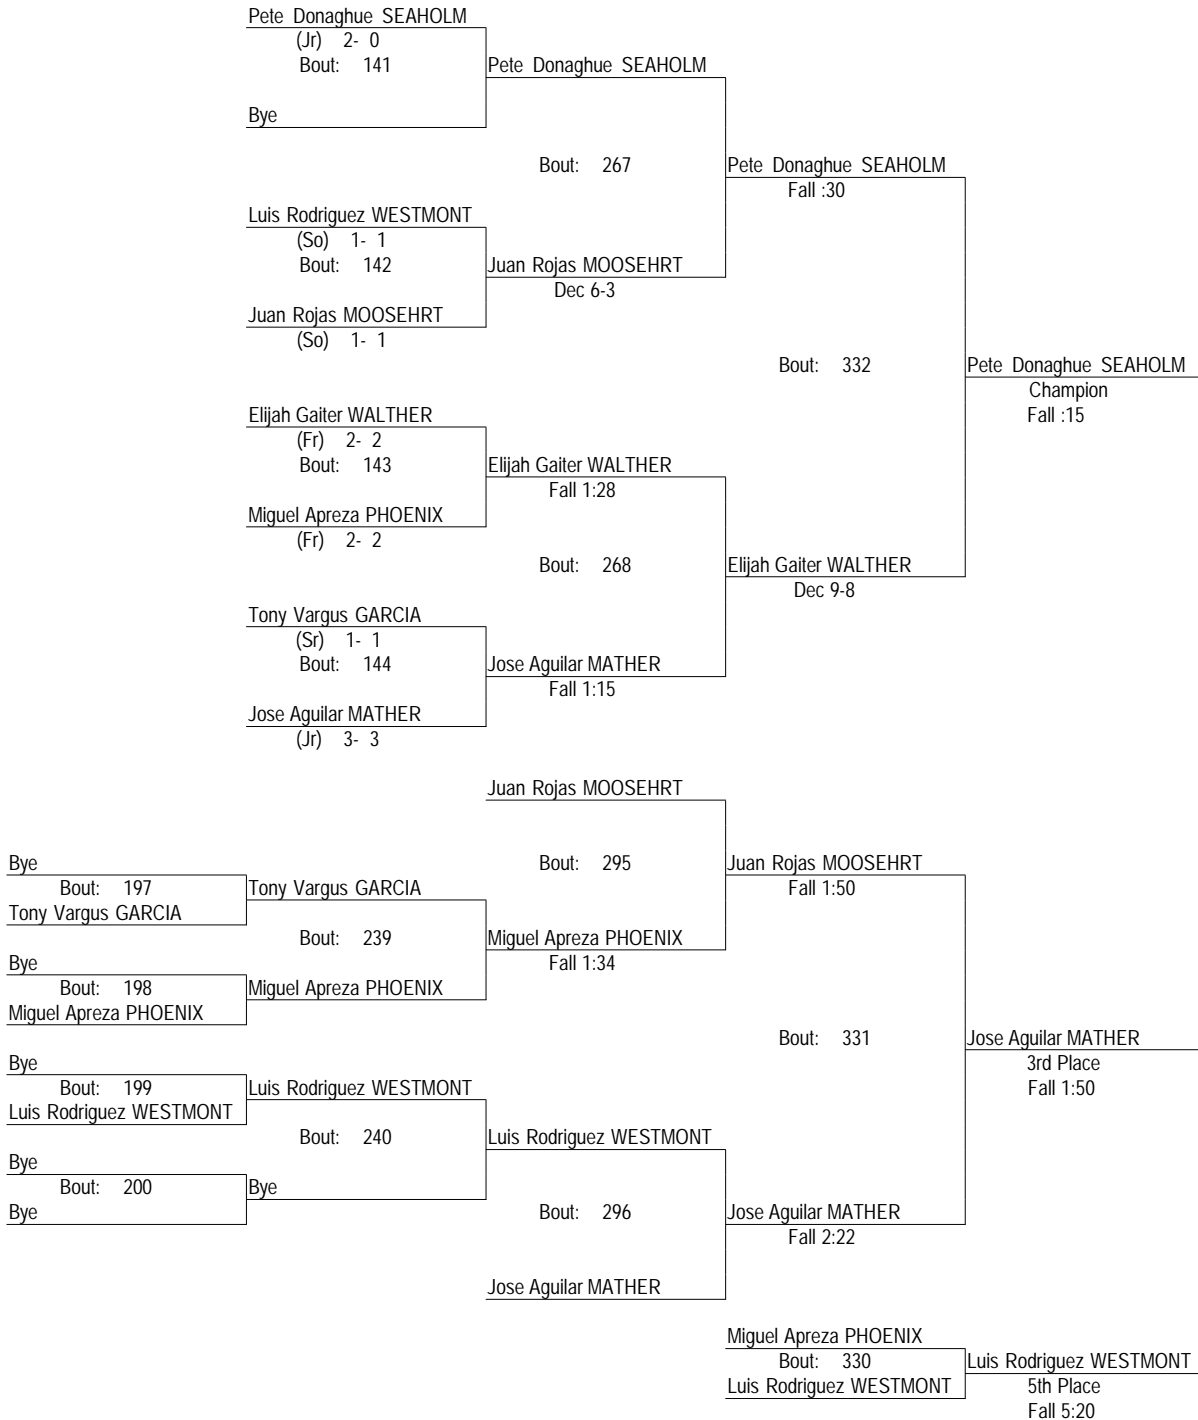 Pete Donaghue SEAHOLM
(Jr) 2- 0
Bout: 141
Pete Donaghue SEAHOLM
Bye
Bout: 267
Pete Donaghue SEAHOLM
Fall :30
Luis Rodriguez WESTMONT
(So) 1- 1
Bout: 142
Juan Rojas MOOSEHRT
Dec 6-3
Juan Rojas MOOSEHRT
(So) 1- 1
Bout: 332
Pete Donaghue SEAHOLM
Champion
Fall :15
Elijah Gaiter WALTHER
(Fr) 2- 2
Bout: 143
Elijah Gaiter WALTHER
Fall 1:28
Miguel Apreza PHOENIX
(Fr) 2- 2
Bout: 268
Elijah Gaiter WALTHER
Dec 9-8
Tony Vargus GARCIA
(Sr) 1- 1
Bout: 144
Jose Aguilar MATHER
Fall 1:15
Jose Aguilar MATHER
(Jr) 3- 3
Juan Rojas MOOSEHRT
Bout: 295
Juan Rojas MOOSEHRT
Fall 1:50
Bye
Bout: 197
Tony Vargus GARCIA
Tony Vargus GARCIA
Bout: 239
Miguel Apreza PHOENIX
Fall 1:34
Bye
Bout: 198
Miguel Apreza PHOENIX
Miguel Apreza PHOENIX
Bout: 331
Jose Aguilar MATHER
3rd Place
Fall 1:50
Bye
Bout: 199
Luis Rodriguez WESTMONT
Luis Rodriguez WESTMONT
Bout: 240
Luis Rodriguez WESTMONT
Bye
Bout: 200
Bye
Bye
Bout: 296
Jose Aguilar MATHER
Fall 2:22
Jose Aguilar MATHER
Miguel Apreza PHOENIX
Bout: 330
Luis Rodriguez WESTMONT
Luis Rodriguez WESTMONT
5th Place
Fall 5:20